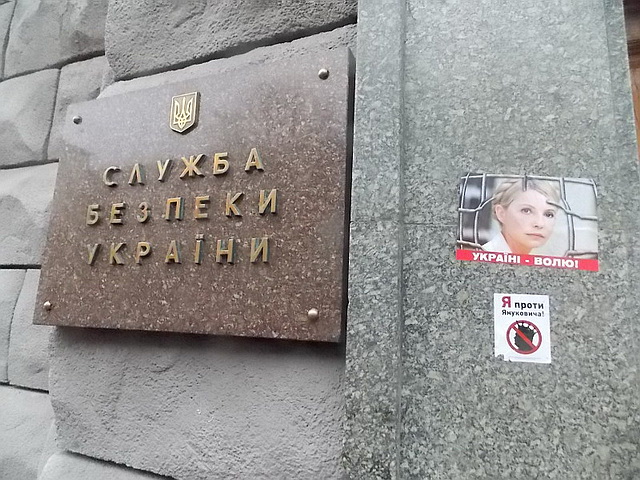 СЛУЖБА
БЕЗПЕКИ
УКРАЇНИ
УКРАЇНІ - ВОЛЮ!
Я проти
Януковича!